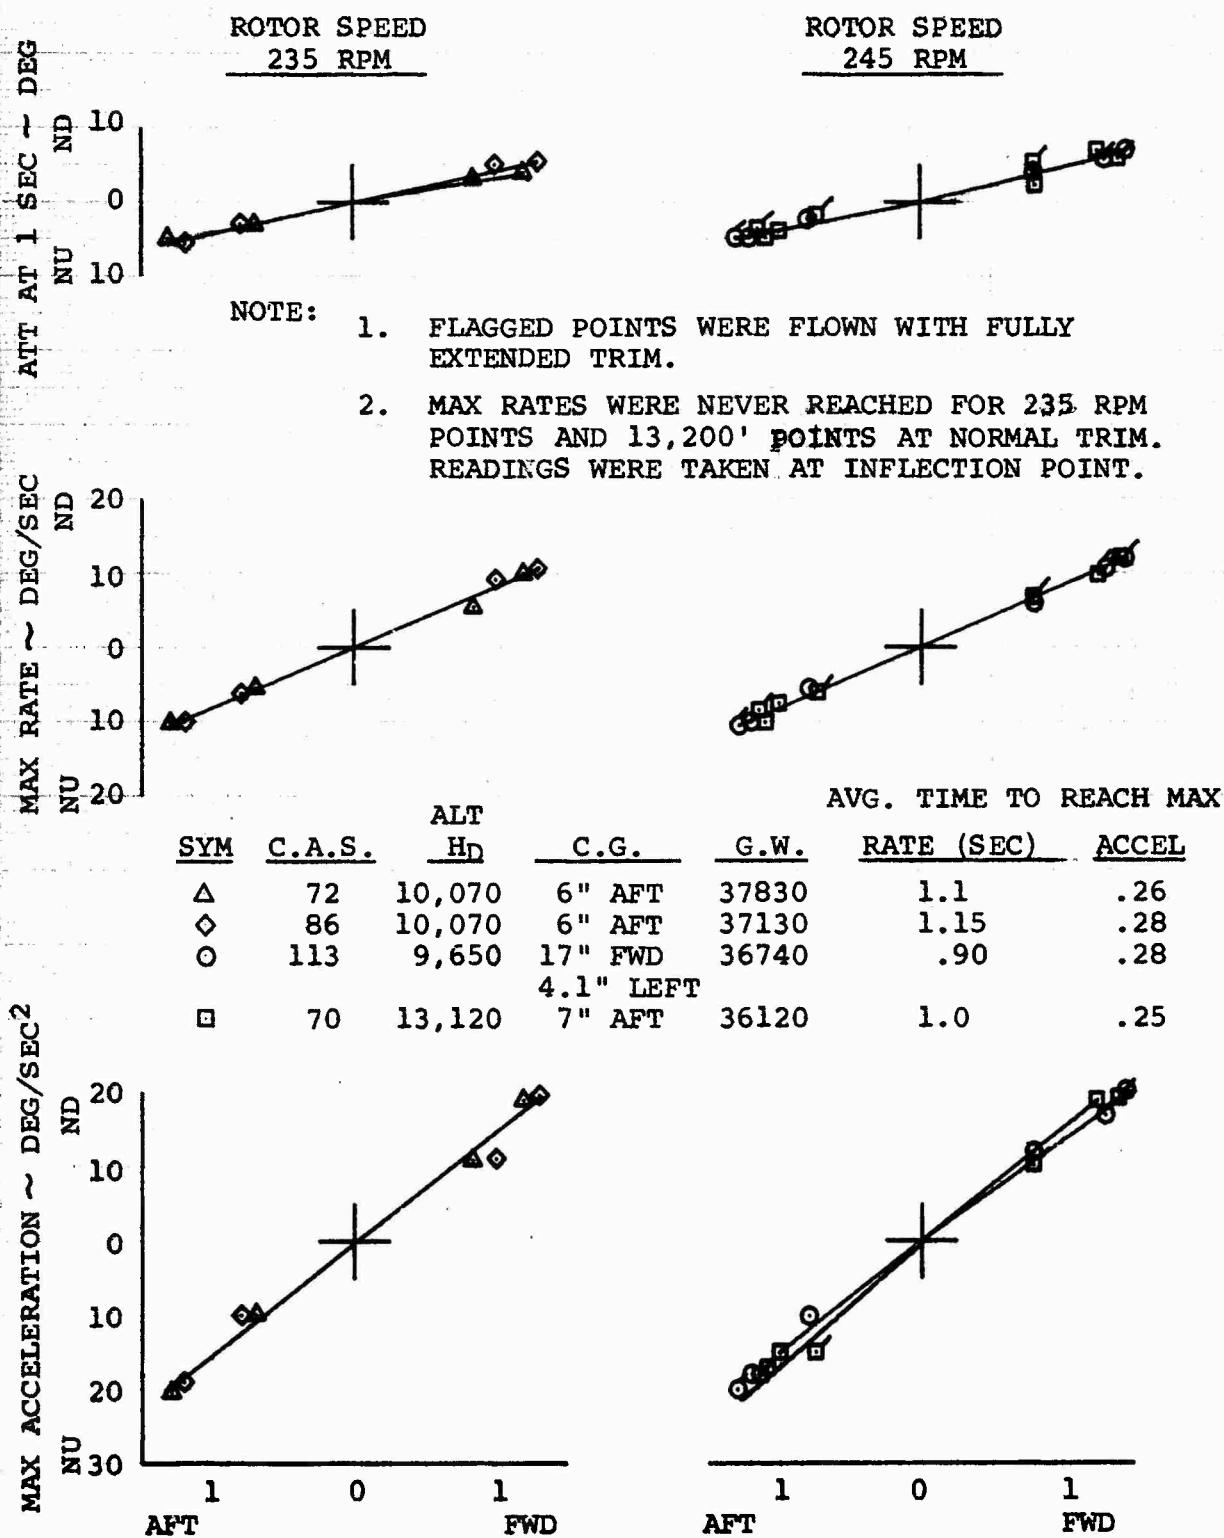 ROTOR SPEED
235 RPM
ROTOR SPEED
245 RPM
ATT AT 1 SEC ~ DEG
NU ND
10
0
10
NOTE:
1. FLAGGED POINTS WERE FLOWN WITH FULLY
EXTENDED TRIM.
2. MAX RATES WERE NEVER REACHED FOR 235 RPM
POINTS AND 13,200' POINTS AT NORMAL TRIM.
READINGS WERE TAKEN AT INFLECTION POINT.
MAX RATE ~ DEG/SEC
NU ND
20
10
0
10
20
AVG. TIME TO REACH MAX
ALT
SYM C.A.S. HD C.G. G.W. RATE (SEC) ACCEL
72 10,070 6" AFT 37830 1.1 .26
86 10,070 6" AFT 37130 1.15 .28
113 9,650 17" FWD 36740 .90 .28
4.1" LEFT
70 13,120 7" AFT 36120 1.0 .25
MAX ACCELERATION ~ DEG/SEC2
NU ND
20
10
0
10
20
30
1 0 1
AFT FWD
1 0 1
AFT FWD